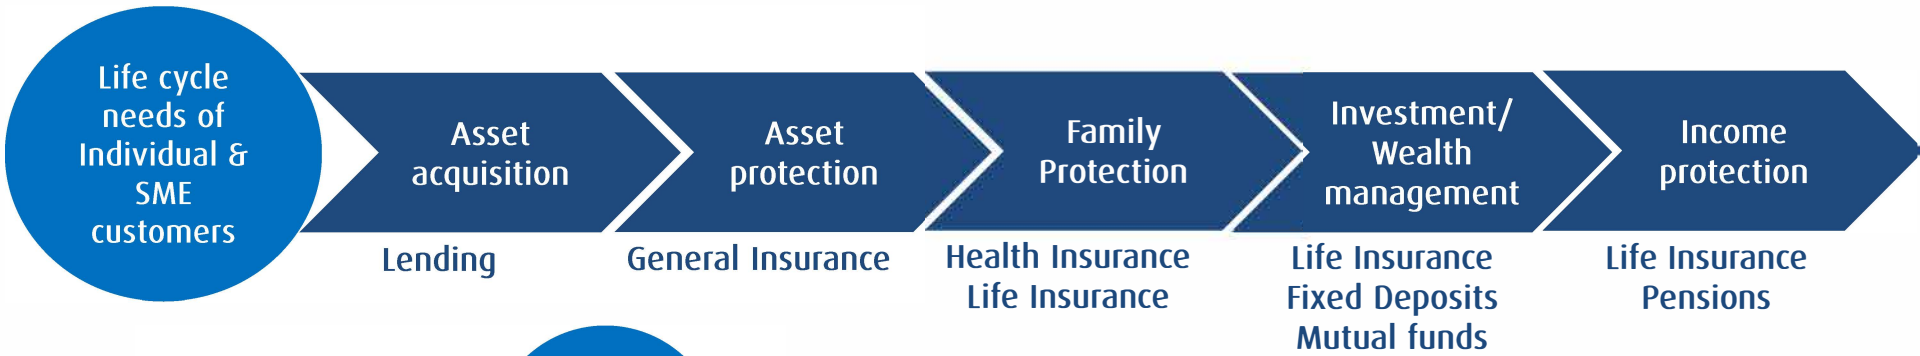 Life cycle
needs of
Individual &
SME
customers
Asset
acquisition
Lending
Asset
protection
General Insurance
Family
Protection
Health Insurance
Life Insurance
Investment/
Wealth
management
Life Insurance
Fixed Deposits
Mutual funds
Income
protection
Life Insurance
Pensions